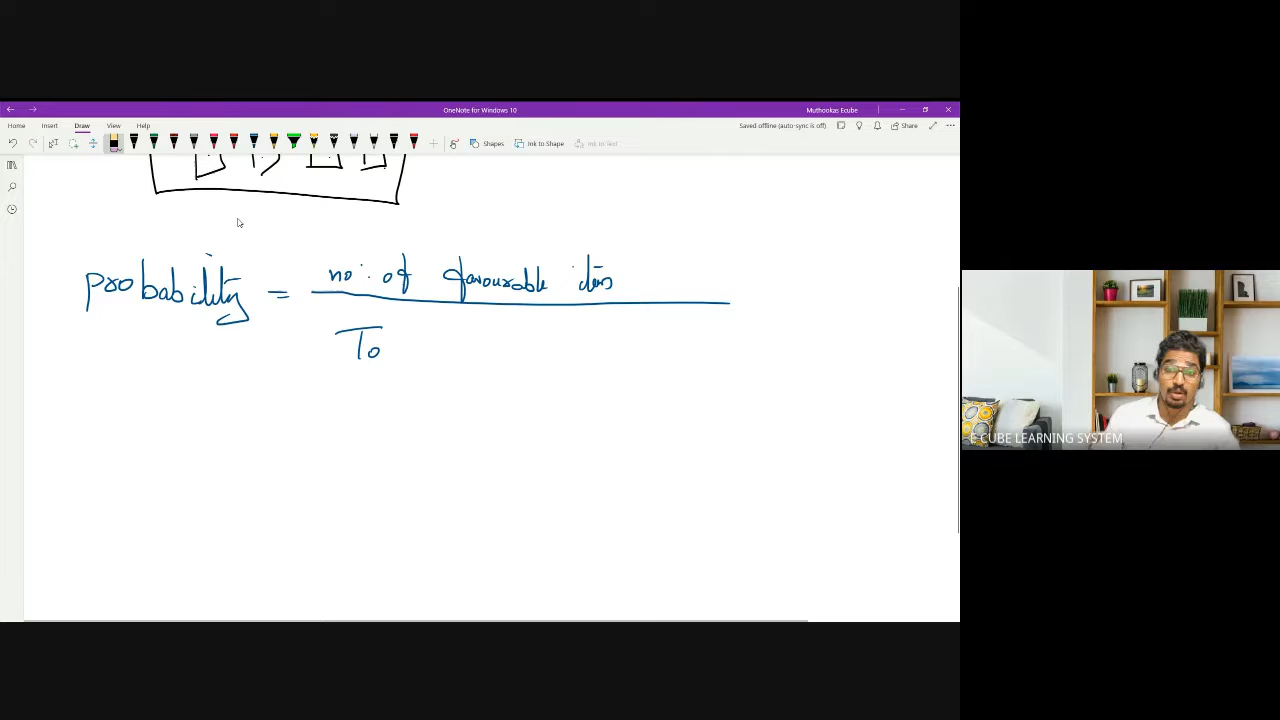 OneNote for Windows 10
Muthookas Ecube
Home Insert Draw View Help
Saved offline (auto-sync is off)
Share
Shapes
Ink to Shape
Ink to Text
probability = no. of favourable items
To
E CUBE LEARNING SYSTEM